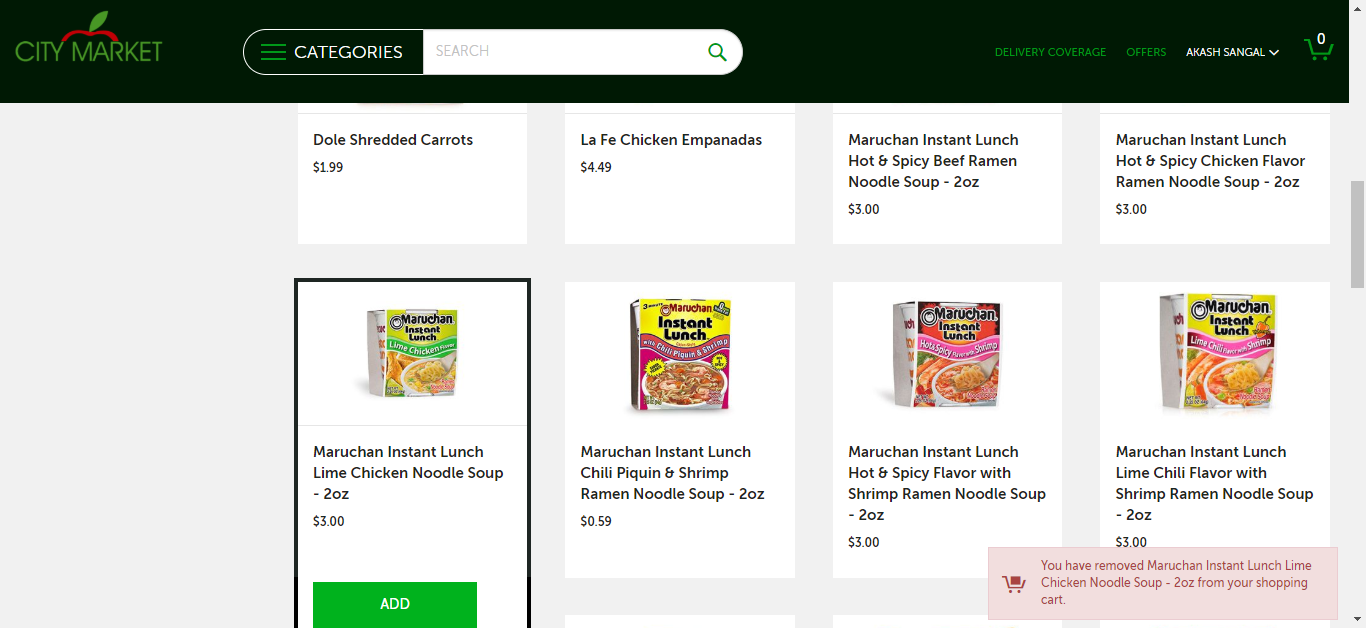 CITY MARKET
CATEGORIES
SEARCH
DELIVERY COVERAGE
OFFERS
AKASH SANGAL
0
Dole Shredded Carrots
$1.99
La Fe Chicken Empanadas
$4.49
Maruchan Instant Lunch
Hot & Spicy Beef Ramen
Noodle Soup - 2oz
$3.00
Maruchan Instant Lunch
Hot & Spicy Chicken Flavor
Ramen Noodle Soup - 2oz
$3.00
Maruchan
Instant
Lunch
Lime Chicken Flavor
Maruchan Instant Lunch
Lime Chicken Noodle Soup
- 2oz
$3.00
ADD
Maruchan
Instant
Lunch
with Chili Piquin & Shrimp
Maruchan Instant Lunch
Chili Piquin & Shrimp
Ramen Noodle Soup - 2oz
$0.59
Maruchan
Instant
Lunch
Hot & Spicy Flavor with Shrimp
Maruchan Instant Lunch
Hot & Spicy Flavor with
Shrimp Ramen Noodle Soup
- 2oz
$3.00
Maruchan
Instant
Lunch
Lime Chili Flavor with Shrimp
Maruchan Instant Lunch
Lime Chili Flavor with
Shrimp Ramen Noodle Soup
- 2oz
$3.00
You have removed Maruchan Instant Lunch Lime
Chicken Noodle Soup - 2oz from your shopping
cart.